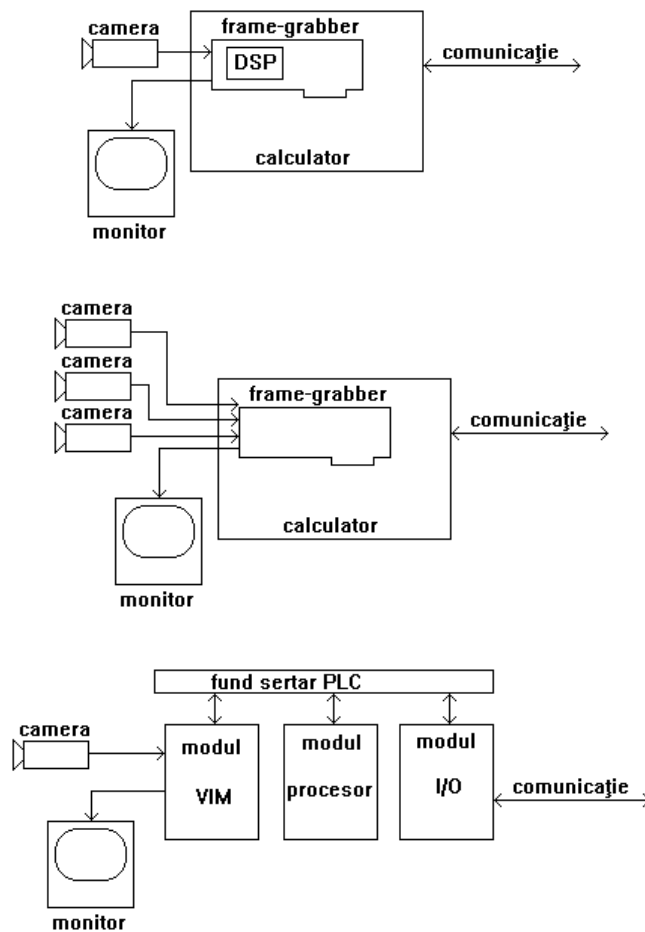 camera
frame-grabber
DSP
comunicaţie
calculator
monitor
camera
camera
camera
frame-grabber
comunicaţie
calculator
monitor
fund sertar PLC
camera
modul
VIM
modul
procesor
modul
I/O
comunicaţie
monitor